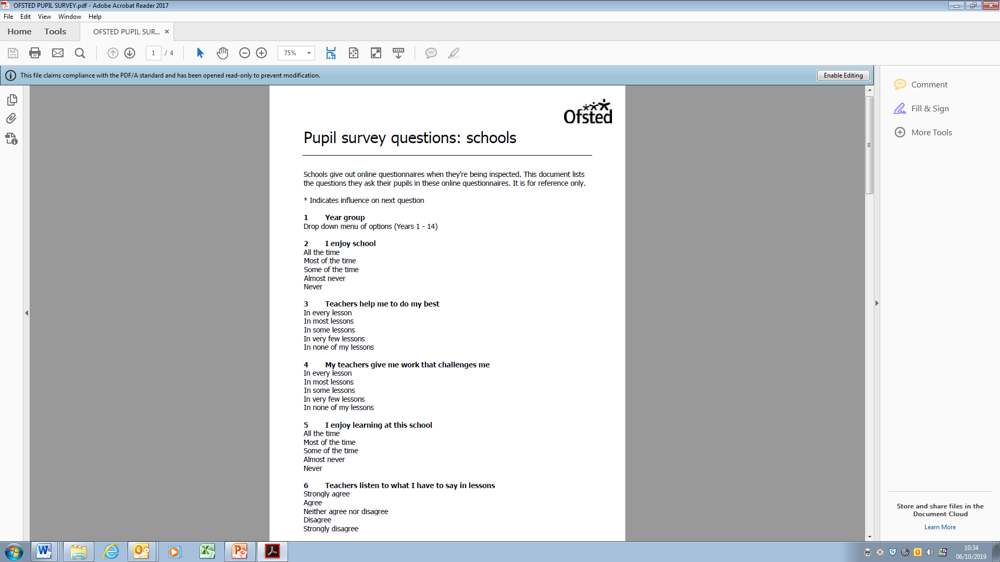 OFSTED PUPIL SURVEY.pdf - Adobe Acrobat Reader 2017
File Edit View Window Help
Home Tools OFSTED PUPIL SUR... ×
1 / 4 75%
This file claims compliance with the PDF/A standard and has been opened read-only to prevent modification. Enable Editing
Comment
Fill & Sign
More Tools
Ofsted
Pupil survey questions: schools
Schools give out online questionnaires when they’re being inspected. This document lists
the questions they ask their pupils in these online questionnaires. It is for reference only.
* Indicates influence on next question
1 Year group
Drop down menu of options (Years 1 - 14)
2 I enjoy school
All the time
Most of the time
Some of the time
Almost never
Never
3 Teachers help me to do my best
In every lesson
In most lessons
In some lessons
In very few lessons
In none of my lessons
4 My teachers give me work that challenges me
In every lesson
In most lessons
In some lessons
In very few lessons
In none of my lessons
5 I enjoy learning at this school
All the time
Most of the time
Some of the time
Almost never
Never
6 Teachers listen to what I have to say in lessons
Strongly agree
Agree
Neither agree nor disagree
Disagree
Strongly disagree
Store and share files in the
Document Cloud
Learn More
10:34
06/10/2019